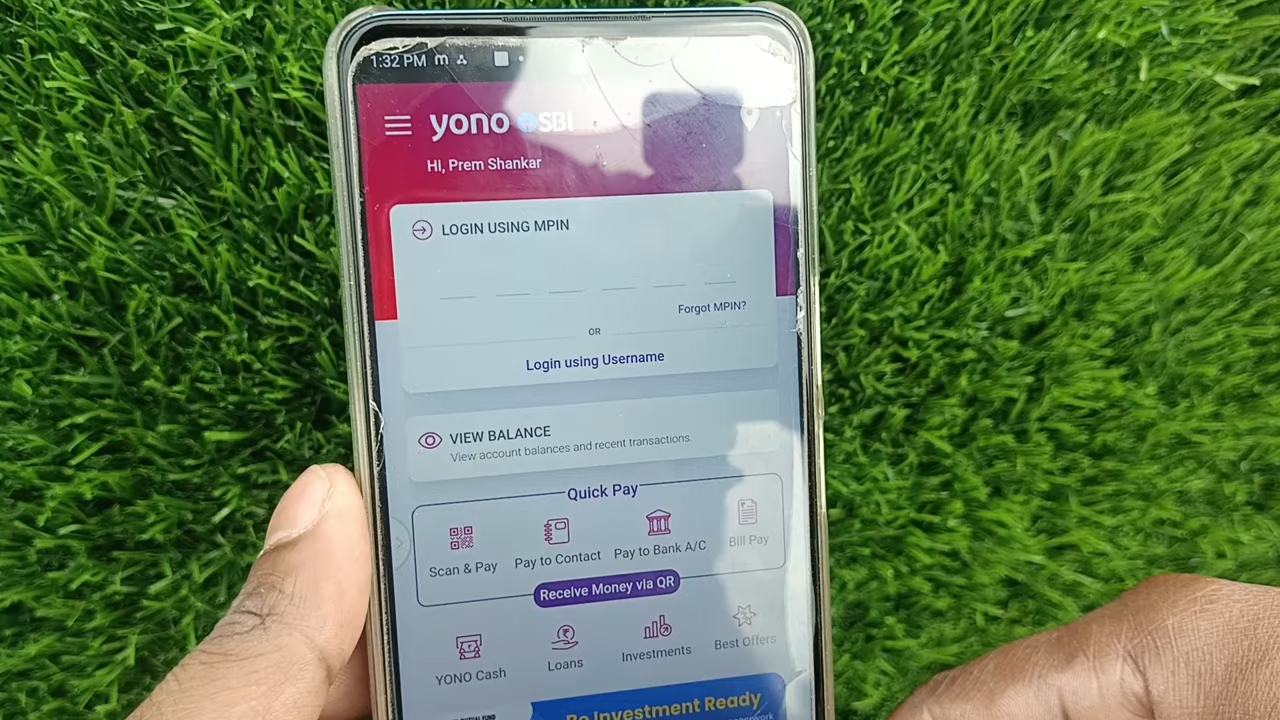 1:32 PM
yono SBI
Hi, Prem Shankar
LOGIN USING MPIN
Forgot MPIN?
OR
Login using Username
VIEW BALANCE
View account balances and recent transactions.
Quick Pay
Scan & Pay
Pay to Contact
Pay to Bank A/C
Bill Pay
Receive Money via QR
YONO Cash
Loans
Investments
Best Offers
Be Investment Ready
FUND